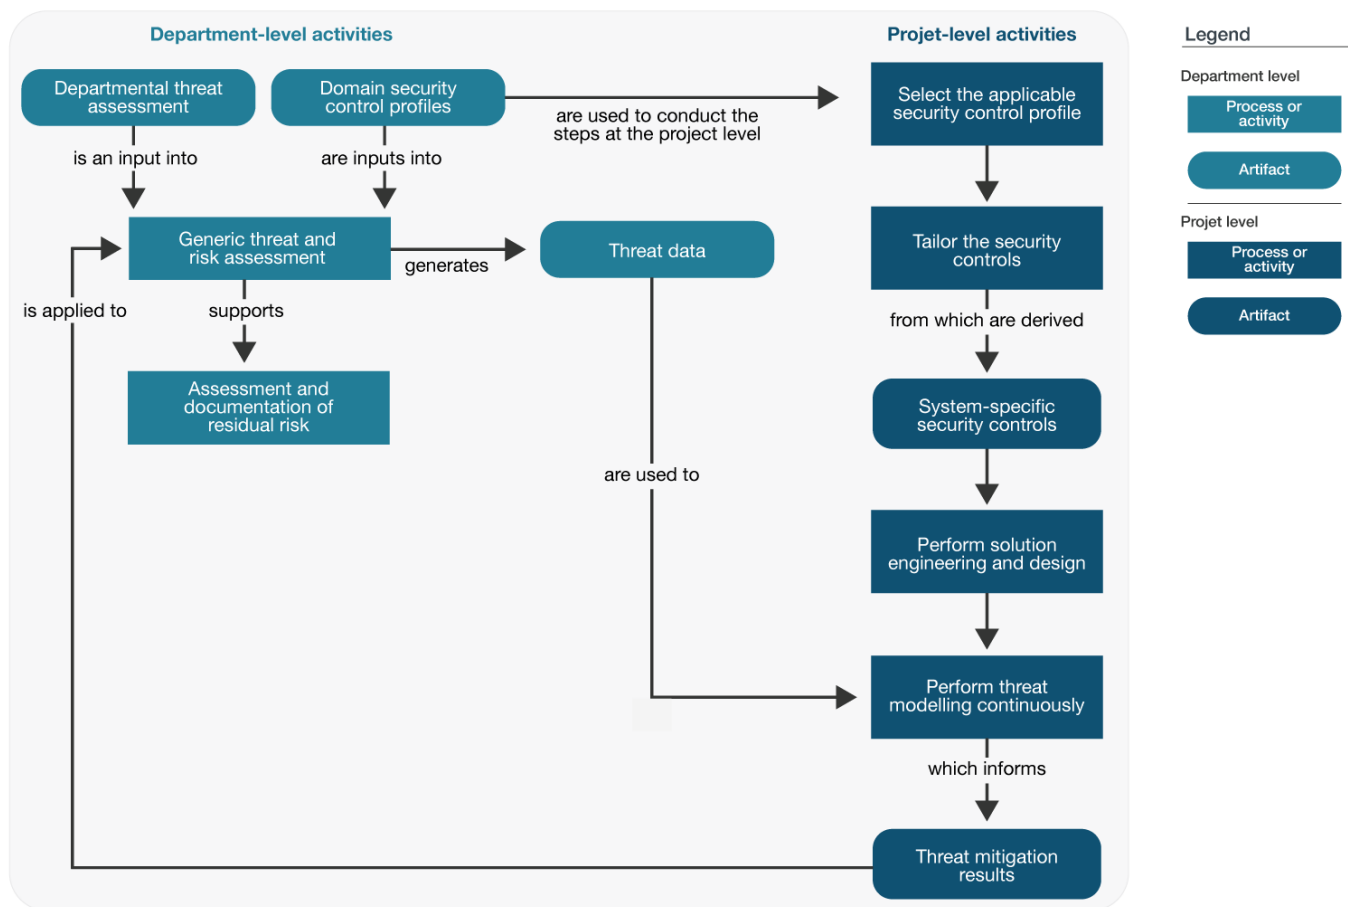 Department-level activities
Projet-level activities
Departmental threat
assessment
Domain security
control profiles
are used to conduct the
steps at the project level
Select the applicable
security control profile
is an input into
are inputs into
Generic threat and
risk assessment
generates
Threat data
Tailor the security
controls
is applied to
supports
from which are derived
Assessment and
documentation of
residual risk
System-specific
security controls
are used to
Perform solution
engineering and design
Perform threat
modelling continuously
which informs
Threat mitigation
results
Legend
Department level
Process or
activity
Artifact
Projet level
Process or
activity
Artifact